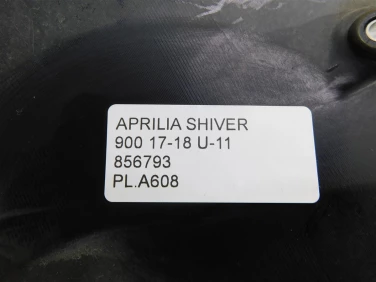 APRILIA SHIVER
900 17-18 U-11
856793
PL.A608